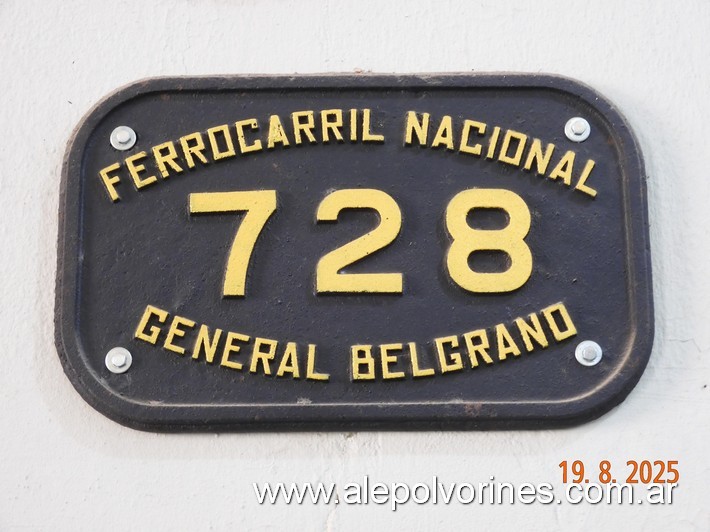 FERROCARRIL NACIONAL
728
GENERAL BELGRANO
19. 8. 2025
www.alepolvorines.com.ar